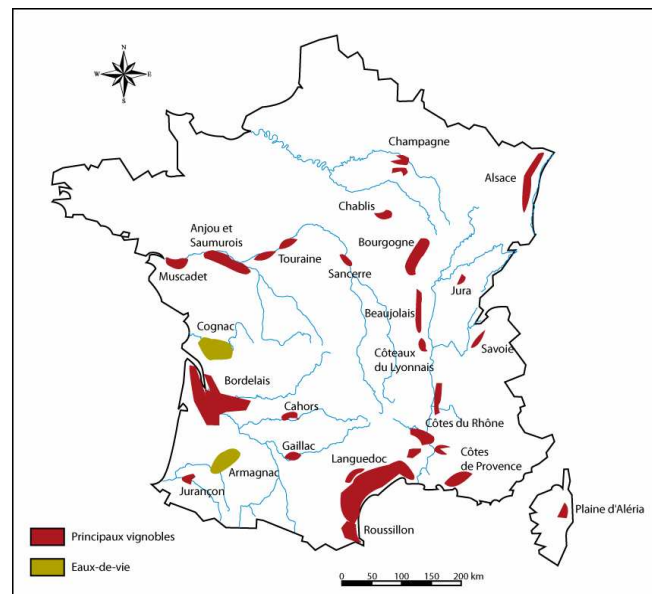 N
W
E
S
Champagne
Alsace
Chablis
Anjou et
Saumurois
Bourgogne
Touraine
Muscadet
Sancerre
Jura
Beaujolais
Cognac
Côteaux
du Lyonnais
Savoie
Bordelais
Cahors
Côtes du Rhône
Gaillac
Languedoc
Côtes
de Provence
Armagnac
Jurançon
Plaine d'Aléria
Roussillon
Principaux vignobles
Eaux-de-vie
0 50 100 150 200 km